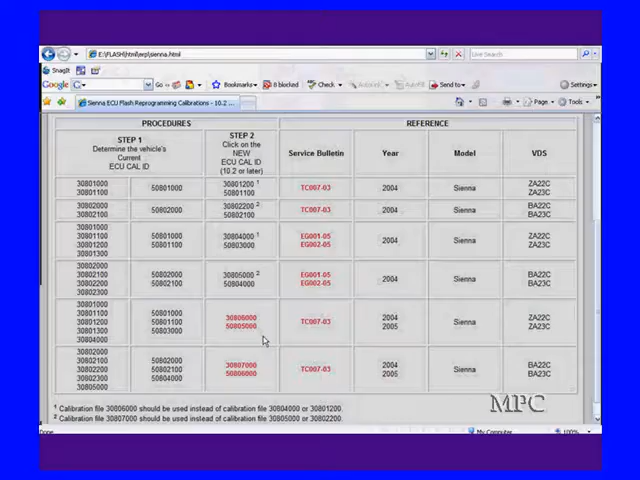 E:\FLASH\html\erp\sienna.html
Live Search
SnagIt
Google
Go
Bookmarks
8 blocked
Check
Autolink
AutoFill
Send to
Settings
Sienna ECU Flash Reprogramming Calibrations - 10.2 ...
Page
Tools
PROCEDURES
REFERENCE
STEP 1
Determine the vehicle's
Current
ECU CAL ID
STEP 2
Click on the
NEW
ECU CAL ID
(10.2 or later)
Service Bulletin
Year
Model
VDS
30801000
30801100
50801000
30801200 1
50801100
TC007-03
2004
Sienna
ZA22C
ZA23C
30802000
30802100
50802000
30802200 2
50802100
TC007-03
2004
Sienna
BA22C
BA23C
30801000
30801100
30801200
30801300
50801000
50801100
30804000 1
50803000
EG001-05
EG002-05
2004
Sienna
ZA22C
ZA23C
30802000
30802100
30802200
30802300
50802000
50802100
30805000 2
50804000
EG001-05
EG002-05
2004
Sienna
BA22C
BA23C
30801000
30801100
30801200
30801300
30804000
50801000
50801100
50803000
30806000
50805000
TC007-03
2004
2005
Sienna
ZA22C
ZA23C
30802000
30802100
30802200
30802300
30805000
50802000
50802100
50804000
30807000
50806000
TC007-03
2004
2005
Sienna
BA22C
BA23C
1 Calibration file 30806000 should be used instead of calibration file 30804000 or 30801200.
2 Calibration file 30807000 should be used instead of calibration file 30805000 or 30802200.
MPC
Done
My Computer
100%